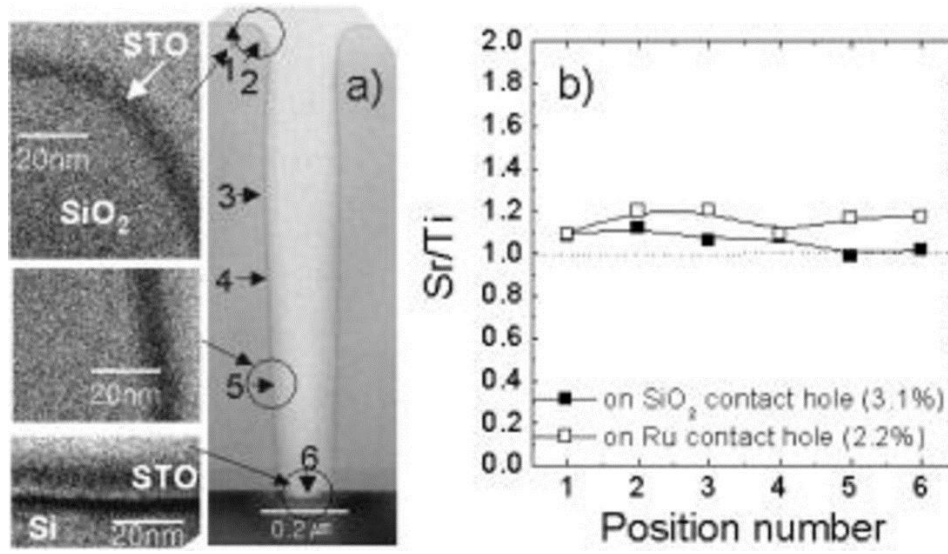 STO
20nm
SiO₂
20nm
STO
Si
20nm
1
2
a)
3
4
5
6
0.2μm
b)
Sr/Ti
2.0
1.8
1.6
1.4
1.2
1.0
0.8
0.6
0.4
0.2
0.0
on SiO₂ contact hole (3.1%)
on Ru contact hole (2.2%)
1 2 3 4 5 6
Position number